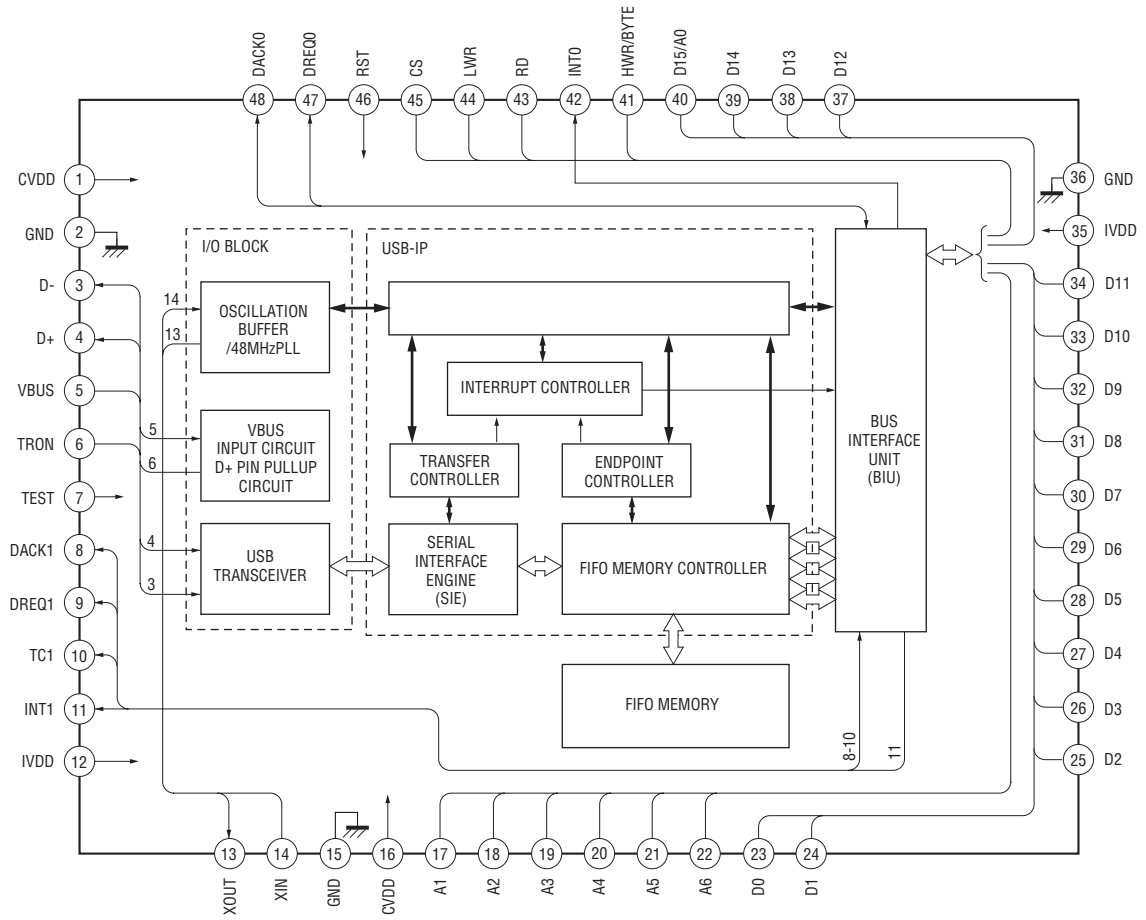 DACK0
DREQ0
RST
CS
LWR
RD
INT0
HWR/BYTE
D15/A0
D14
D13
D12
48
47
46
45
44
43
42
41
40
39
38
37
CVDD
1
GND
2
D-
3
D+
4
VBUS
5
TRON
6
TEST
7
DACK1
8
DREQ1
9
TC1
10
INT1
11
IVDD
12
I/O BLOCK
14
13
OSCILLATION
BUFFER
/48MHzPLL
5
6
VBUS
INPUT CIRCUIT
D+ PIN PULLUP
CIRCUIT
4
3
USB
TRANSCEIVER
USB-IP
INTERRUPT CONTROLLER
TRANSFER
CONTROLLER
ENDPOINT
CONTROLLER
SERIAL
INTERFACE
ENGINE
(SIE)
FIFO MEMORY CONTROLLER
FIFO MEMORY
BUS
INTERFACE
UNIT
(BIU)
8-10
11
36
GND
35
IVDD
34
D11
33
D10
32
D9
31
D8
30
D7
29
D6
28
D5
27
D4
26
D3
25
D2
13
14
15
16
17
18
19
20
21
22
23
24
XOUT
XIN
GND
CVDD
A1
A2
A3
A4
A5
A6
D0
D1